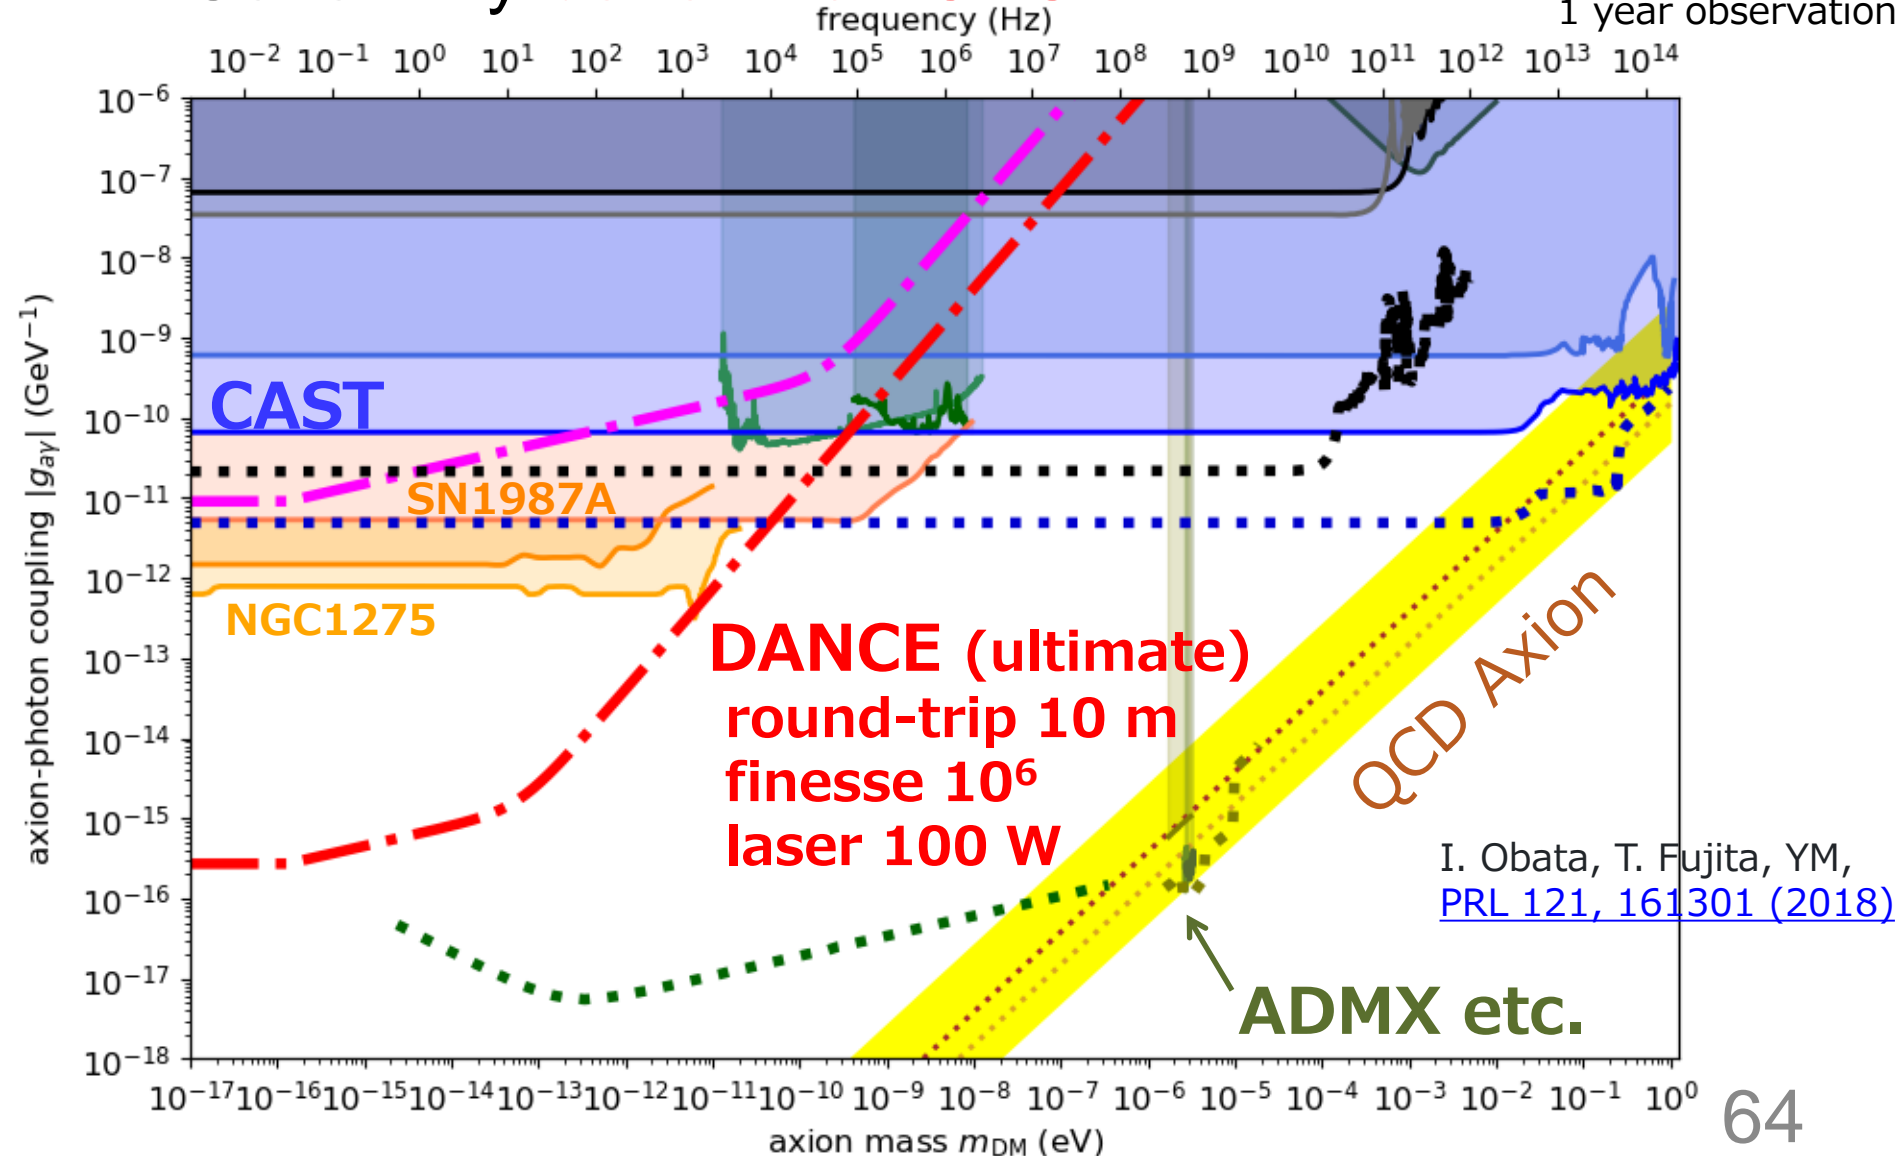 1 year observation
frequency (Hz)
10⁻² 10⁻¹ 10⁰ 10¹ 10² 10³ 10⁴ 10⁵ 10⁶ 10⁷ 10⁸ 10⁹ 10¹⁰ 10¹¹ 10¹² 10¹³ 10¹⁴
axion-photon coupling |gₐᵧ| (GeV⁻¹)
10⁻⁶
10⁻⁷
10⁻⁸
10⁻⁹
10⁻¹⁰
10⁻¹¹
10⁻¹²
10⁻¹³
10⁻¹⁴
10⁻¹⁵
10⁻¹⁶
10⁻¹⁷
10⁻¹⁸
CAST
SN1987A
NGC1275
DANCE (ultimate)
round-trip 10 m
finesse 10⁶
laser 100 W
QCD Axion
I. Obata, T. Fujita, YM,
PRL 121, 161301 (2018)
ADMX etc.
10⁻¹⁷ 10⁻¹⁶ 10⁻¹⁵ 10⁻¹⁴ 10⁻¹³ 10⁻¹² 10⁻¹¹ 10⁻¹⁰ 10⁻⁹ 10⁻⁸ 10⁻⁷ 10⁻⁶ 10⁻⁵ 10⁻⁴ 10⁻³ 10⁻² 10⁻¹ 10⁰
axion mass m_DM (eV)
64